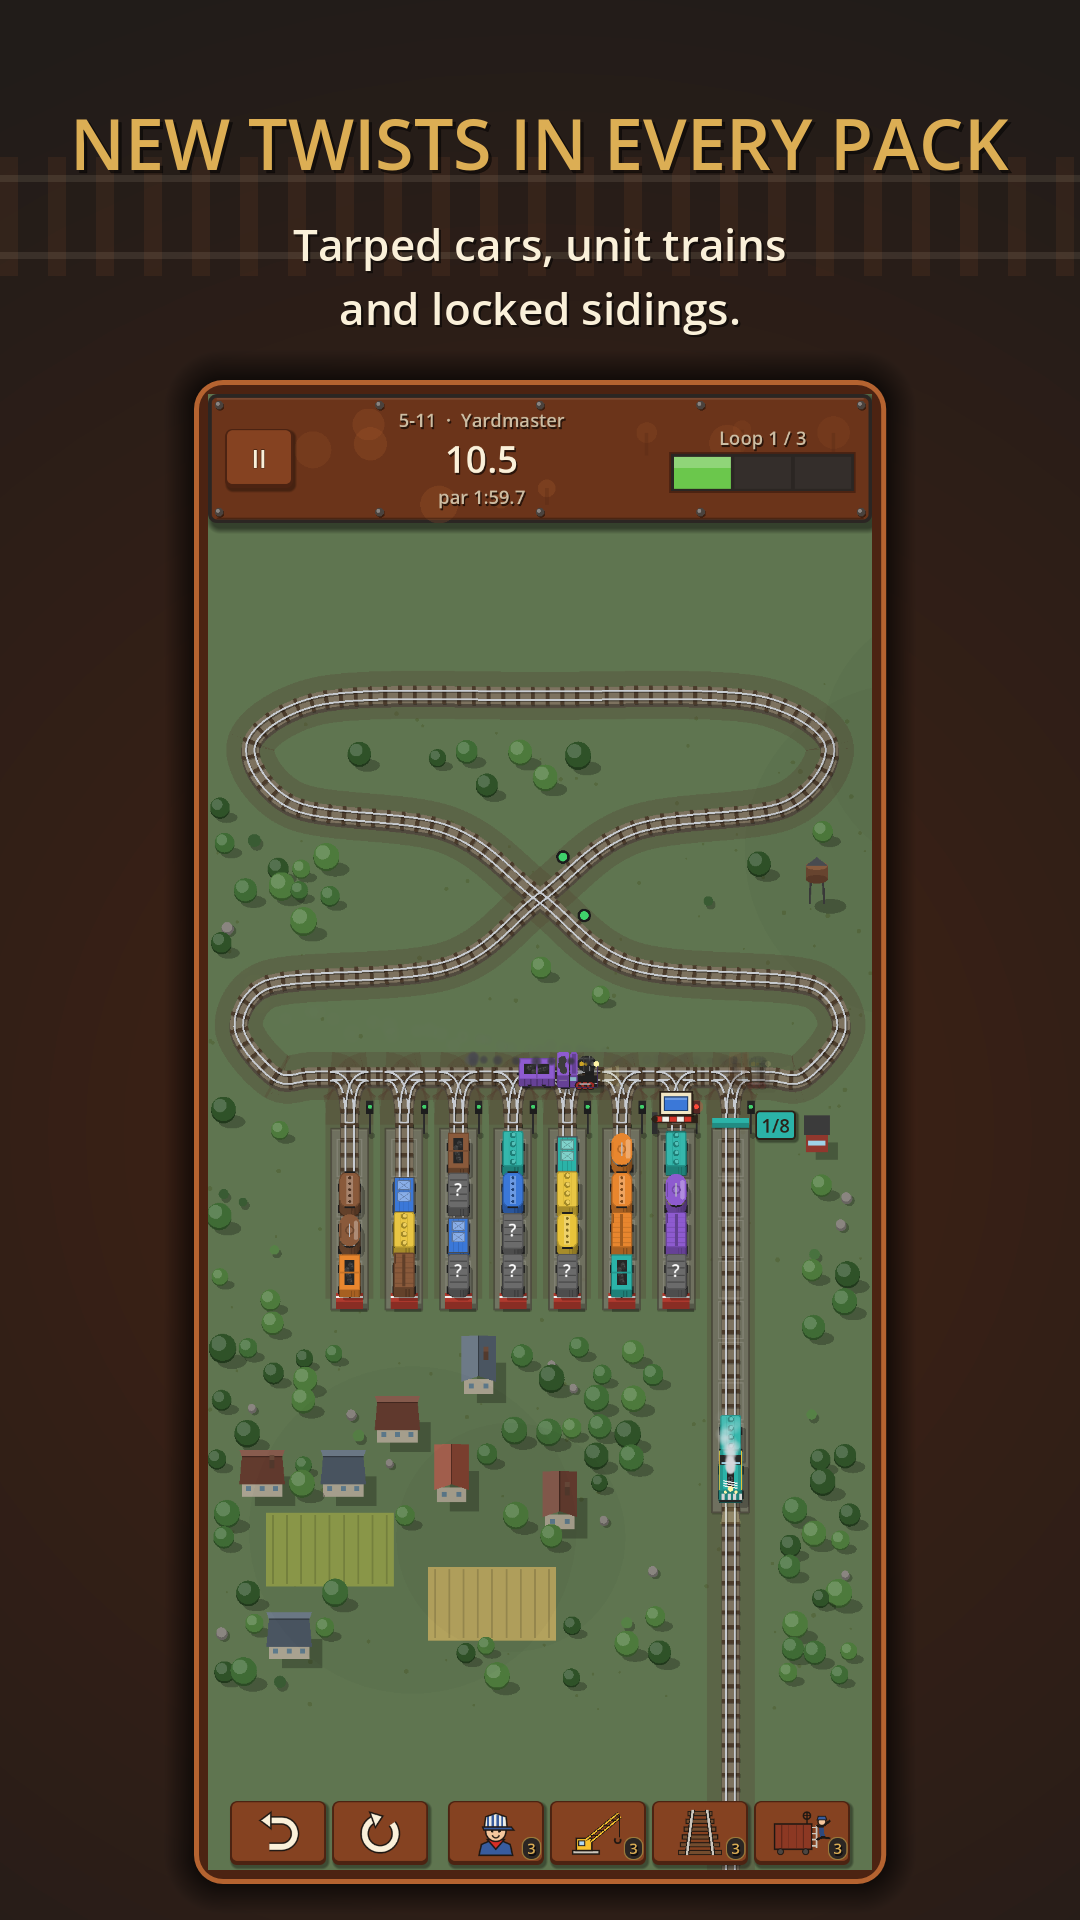 NEW TWISTS IN EVERY PACK
Tarped cars, unit trains
and locked sidings.
5-11 · Yardmaster
10.5
par 1:59.7
Loop 1 / 3
1/8
?
?
?
?
?
?
?
3
3
3
3